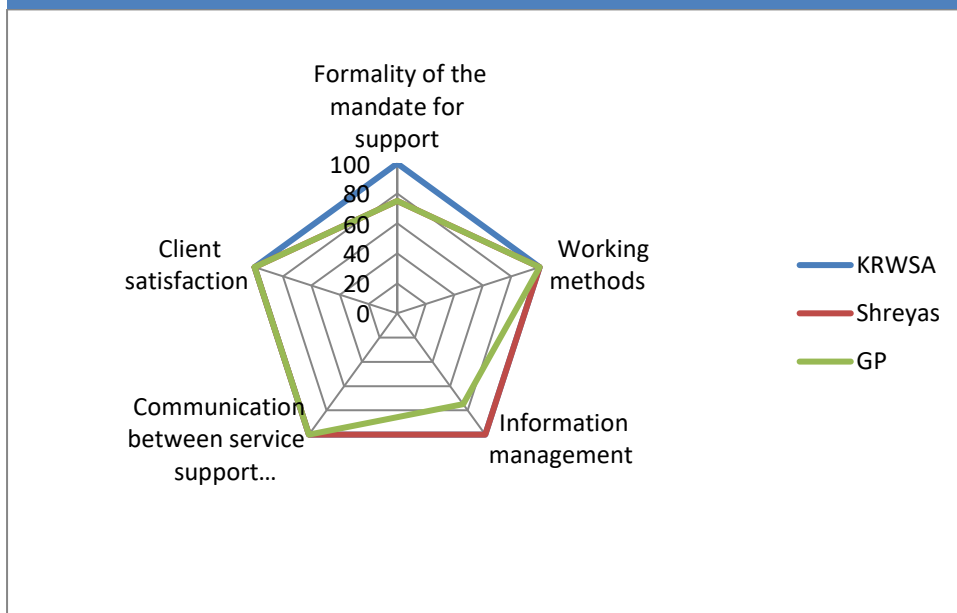 Formality of the
mandate for
support
100
80
60
40
20
0
Working
methods
Information
management
Communication
between service
support…
Client
satisfaction
KRWSA
Shreyas
GP